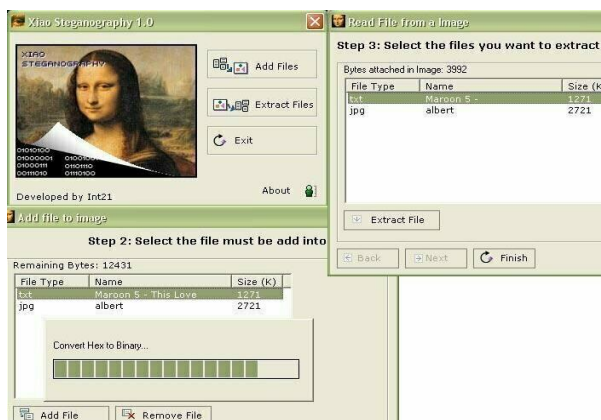 Xiao Steganography 1.0
XIAO
STEGANOGRAPHY
Add Files
Extract Files
Exit
About
Developed by Int21
Read File from a Image
Step 3: Select the files you want to extract
Bytes attached in Image: 3992
File Type Name Size (K
txt Maroon 5 - 1271
jpg albert 2721
Extract File
Back Next Finish
Add file to image
Step 2: Select the file must be add into
Remaining Bytes: 12431
File Type Name Size (K)
txt Maroon 5 - This Love 1271
jpg albert 2721
Convert Hex to Binary...
Add File Remove File